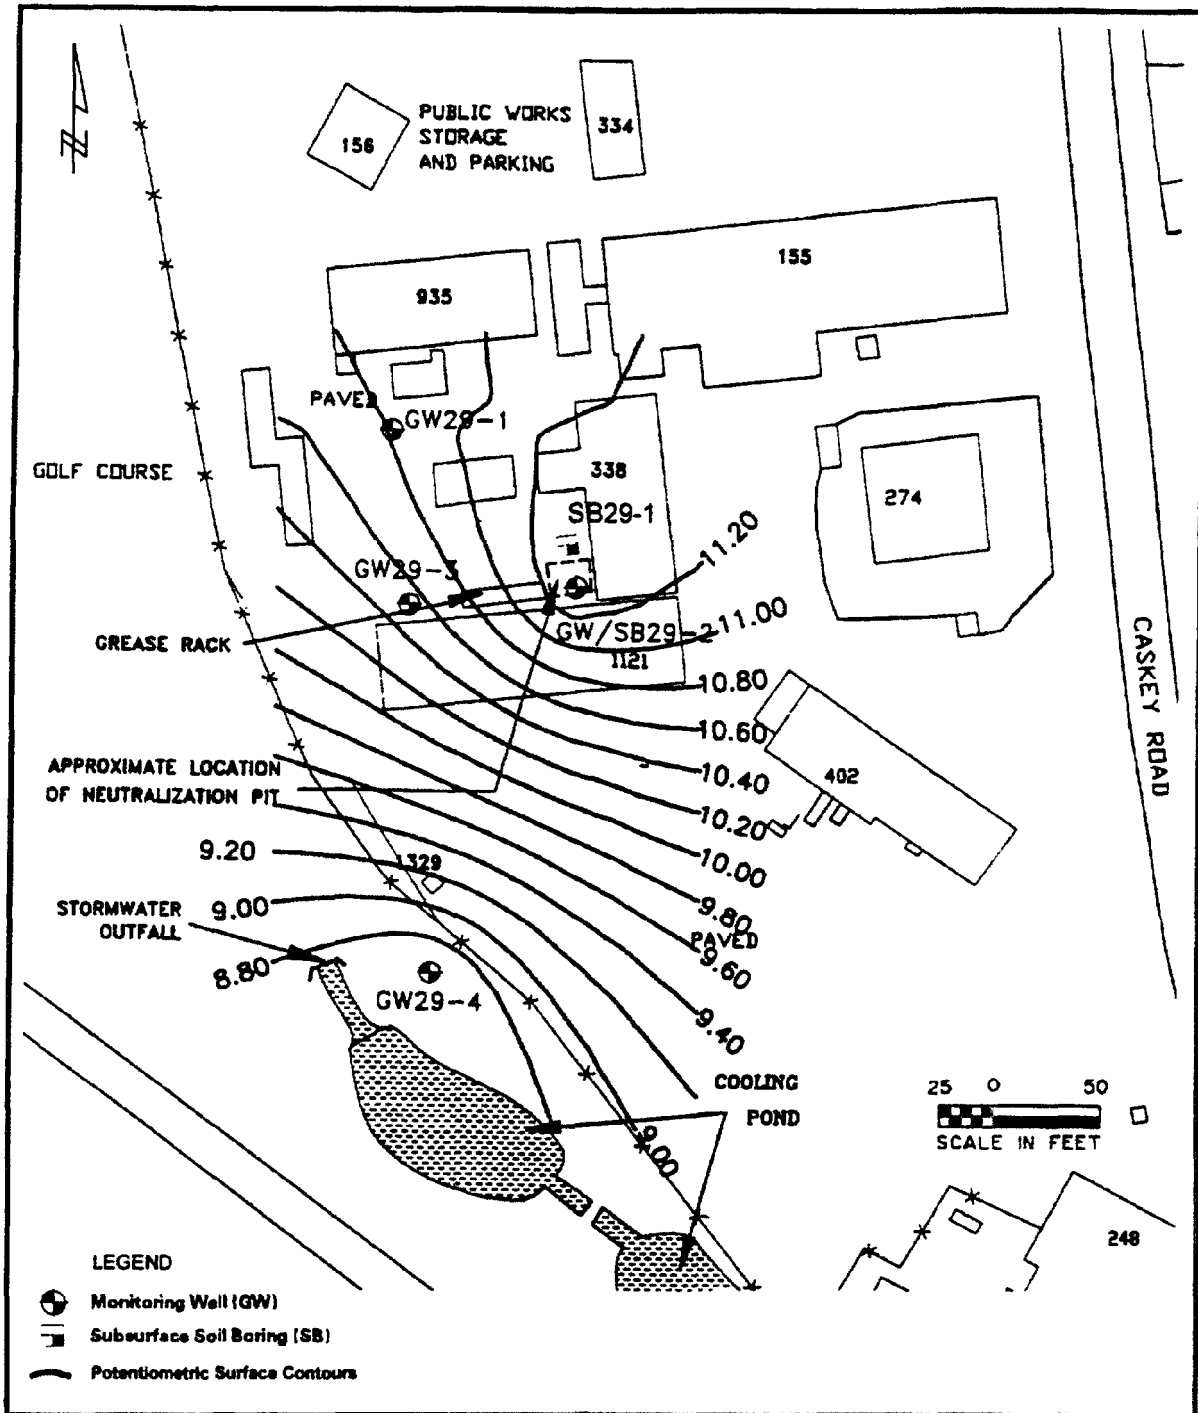 N
PUBLIC WORKS
STORAGE
AND PARKING
156
334
155
935
PAVED
GW29-1
GOLF COURSE
338
SB29-1
274
11.20
GW29-3
GREASE RACK
GW/SB29-2
11.00
1121
10.80
10.60
10.40
10.20
10.00
9.80
PAVED
9.60
9.40
402
CASKEY ROAD
APPROXIMATE LOCATION
OF NEUTRALIZATION PIT
9.20
1329
STORMWATER
OUTFALL
9.00
8.80
GW29-4
COOLING
POND
9.00
25 0 50
SCALE IN FEET
248
LEGEND
Monitoring Well (GW)
Subsurface Soil Boring (SB)
Potentiometric Surface Contours